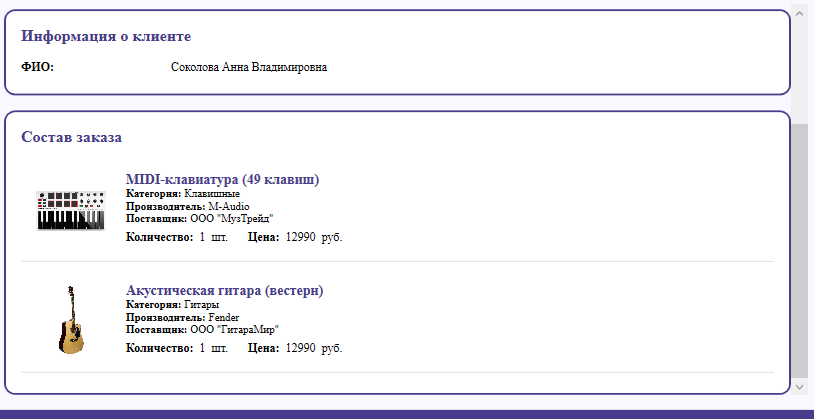 Информация о клиенте
ФИО: Соколова Анна Владимировна
Состав заказа
MIDI-клавиатура (49 клавиш)
Категория: Клавишные
Производитель: M-Audio
Поставщик: ООО "МузТрейд"
Количество: 1 шт. Цена: 12990 руб.
Акустическая гитара (вестерн)
Категория: Гитары
Производитель: Fender
Поставщик: ООО "ГитараМир"
Количество: 1 шт. Цена: 12990 руб.